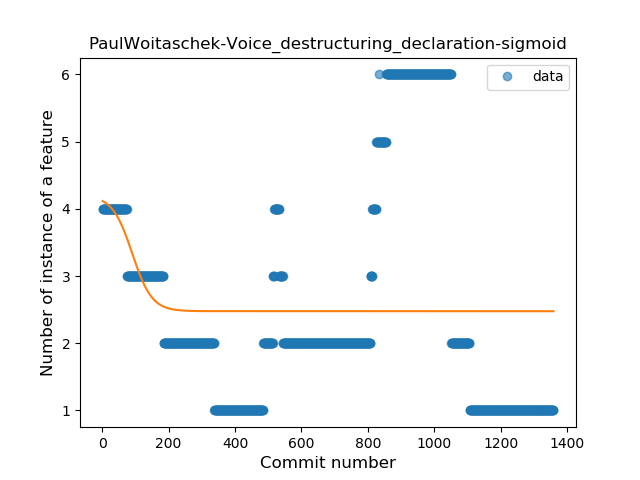 PaulWoitaschek-Voice_destructuring_declaration-sigmoid
data
Number of instance of a feature
6
5
4
3
2
1
0 200 400 600 800 1000 1200 1400
Commit number